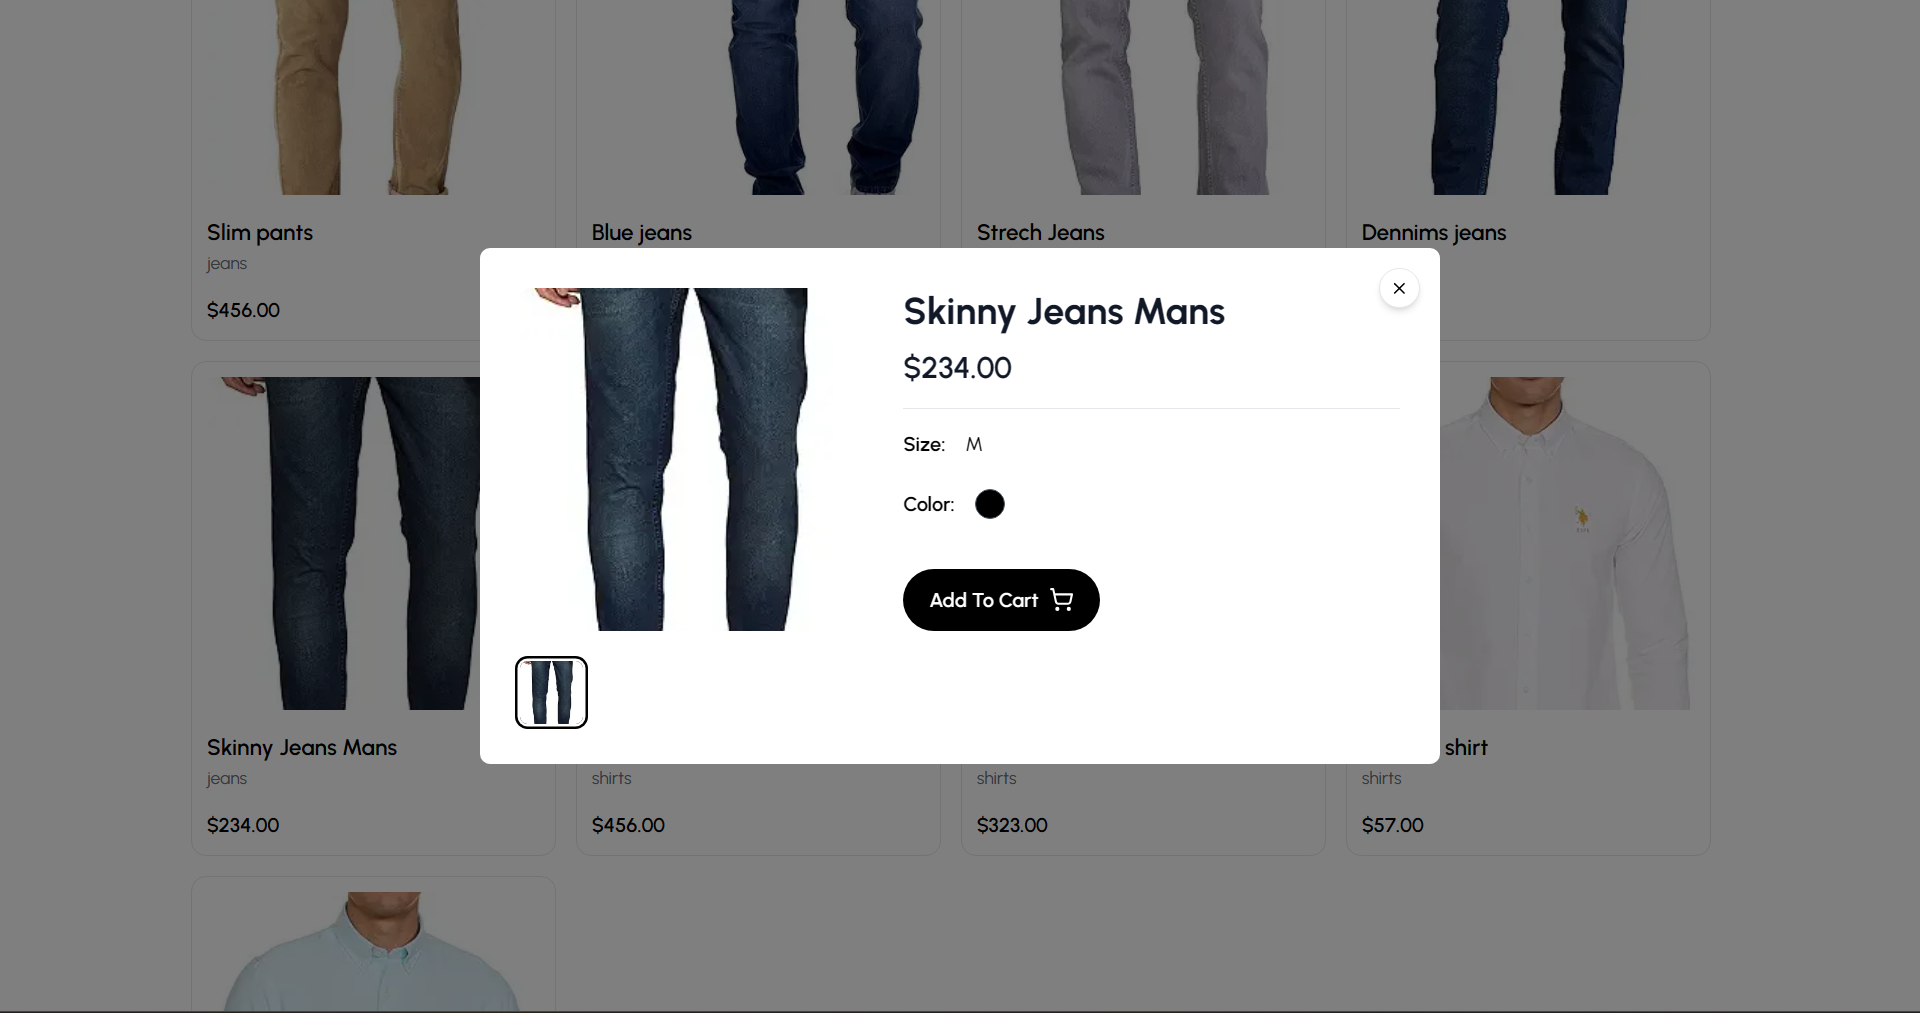 Slim pants
jeans
$456.00
Blue jeans
Strech Jeans
Dennims jeans
Skinny Jeans Mans
$234.00
Size: M
Color:
Add To Cart
Skinny Jeans Mans
jeans
$234.00
shirts
$456.00
shirts
$323.00
shirt
shirts
$57.00